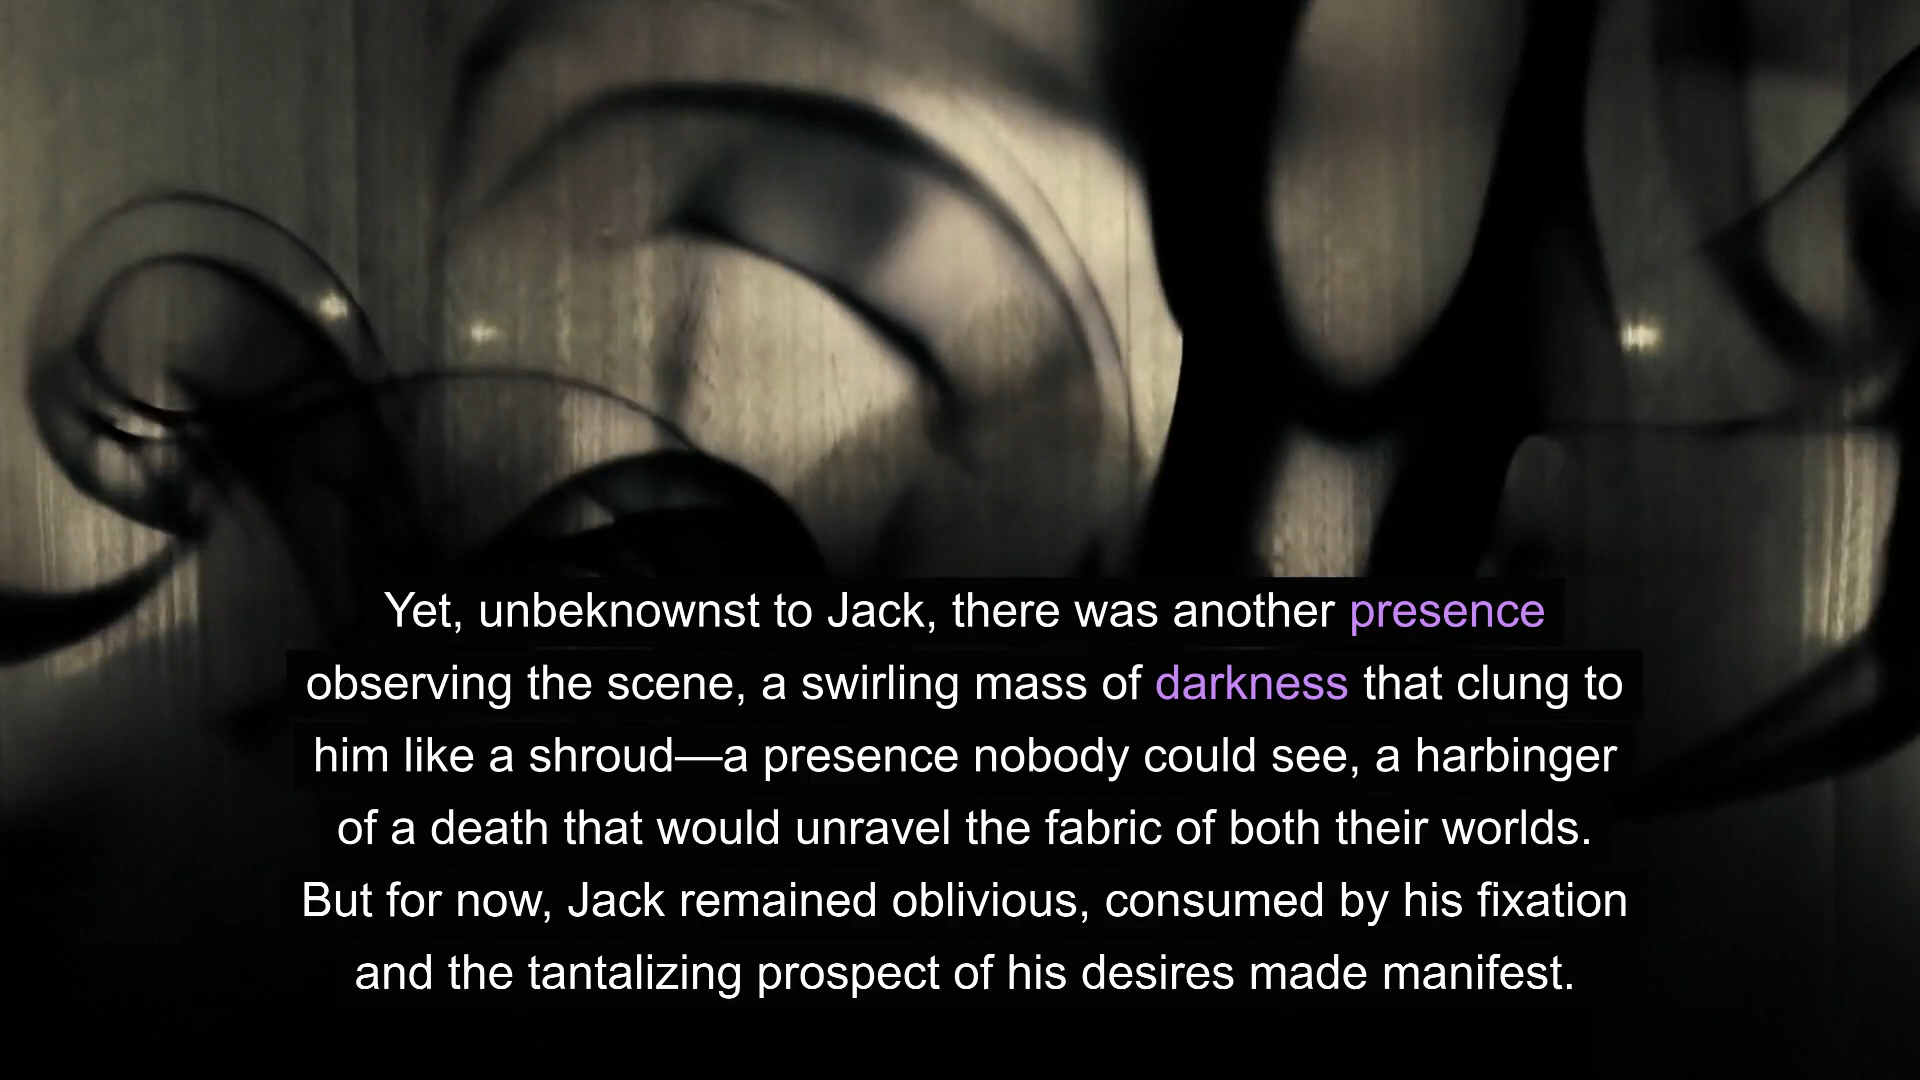 Yet, unbeknownst to Jack, there was another presence
observing the scene, a swirling mass of darkness that clung to
him like a shroud—a presence nobody could see, a harbinger
of a death that would unravel the fabric of both their worlds.
But for now, Jack remained oblivious, consumed by his fixation
and the tantalizing prospect of his desires made manifest.